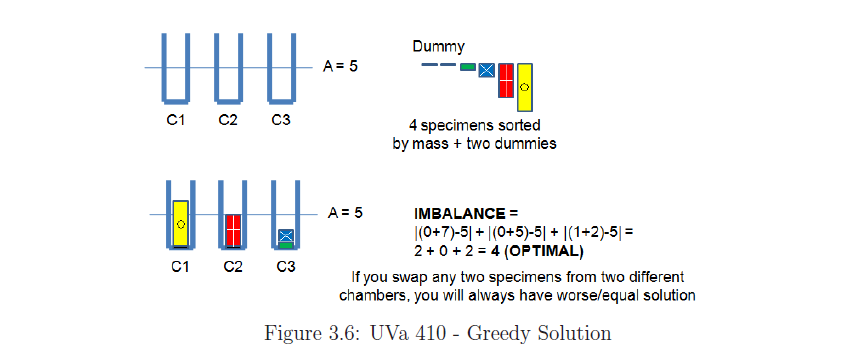 A = 5
Dummy
C1 C2 C3
4 specimens sorted
by mass + two dummies
A = 5
IMBALANCE =
|(0+7)-5| + |(0+5)-5| + |(1+2)-5| =
2 + 0 + 2 = 4 (OPTIMAL)
C1 C2 C3
If you swap any two specimens from two different
chambers, you will always have worse/equal solution
Figure 3.6: UVa 410 - Greedy Solution